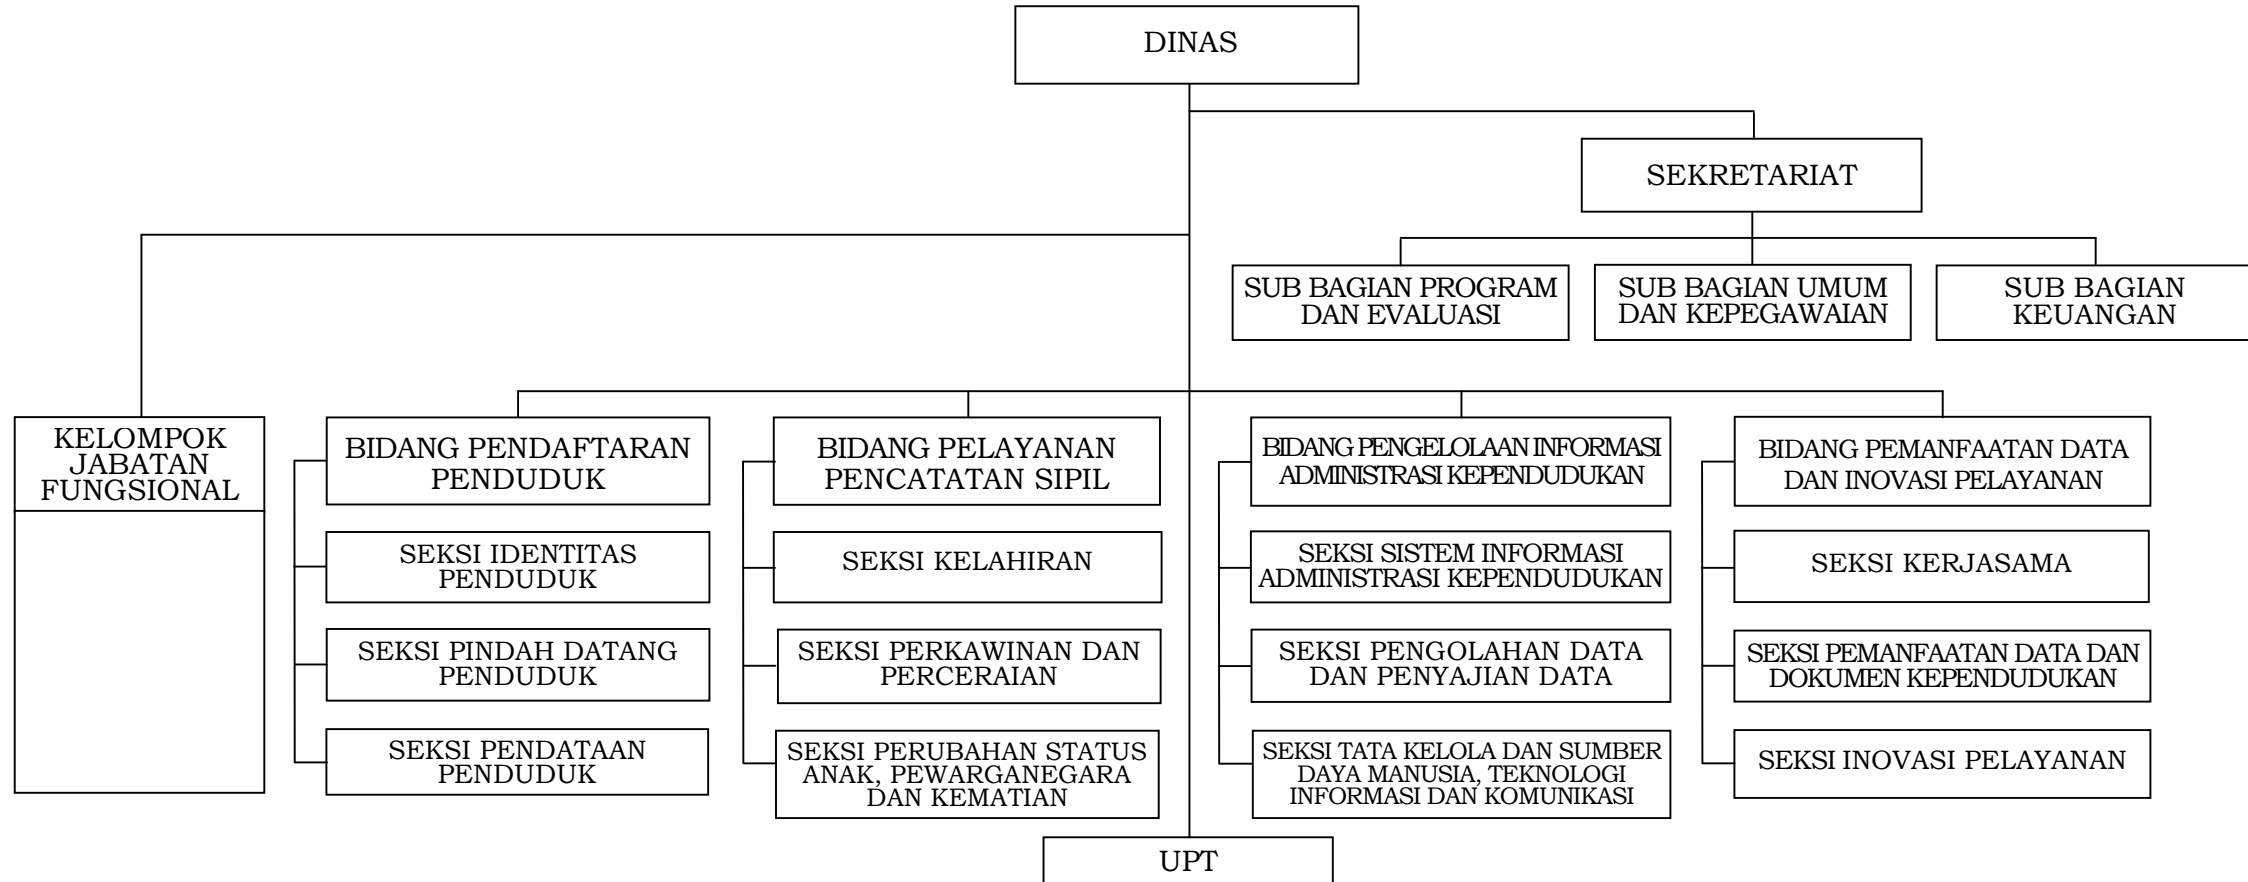 DINAS
SEKRETARIAT
SUB BAGIAN PROGRAM
DAN EVALUASI
SUB BAGIAN UMUM
DAN KEPEGAWAIAN
SUB BAGIAN
KEUANGAN
KELOMPOK
JABATAN
FUNGSIONAL
BIDANG PENDAFTARAN
PENDUDUK
SEKSI IDENTITAS
PENDUDUK
SEKSI PINDAH DATANG
PENDUDUK
SEKSI PENDATAAN
PENDUDUK
BIDANG PELAYANAN
PENCATATAN SIPIL
SEKSI KELAHIRAN
SEKSI PERKAWINAN DAN
PERCERAIAN
SEKSI PERUBAHAN STATUS
ANAK, PEWARGANEGARA
DAN KEMATIAN
BIDANG PENGELOLAAN INFORMASI
ADMINISTRASI KEPENDUDUKAN
SEKSI SISTEM INFORMASI
ADMINISTRASI KEPENDUDUKAN
SEKSI PENGOLAHAN DATA
DAN PENYAJIAN DATA
SEKSI TATA KELOLA DAN SUMBER
DAYA MANUSIA, TEKNOLOGI
INFORMASI DAN KOMUNIKASI
BIDANG PEMANFAATAN DATA
DAN INOVASI PELAYANAN
SEKSI KERJASAMA
SEKSI PEMANFAATAN DATA DAN
DOKUMEN KEPENDUDUKAN
SEKSI INOVASI PELAYANAN
UPT